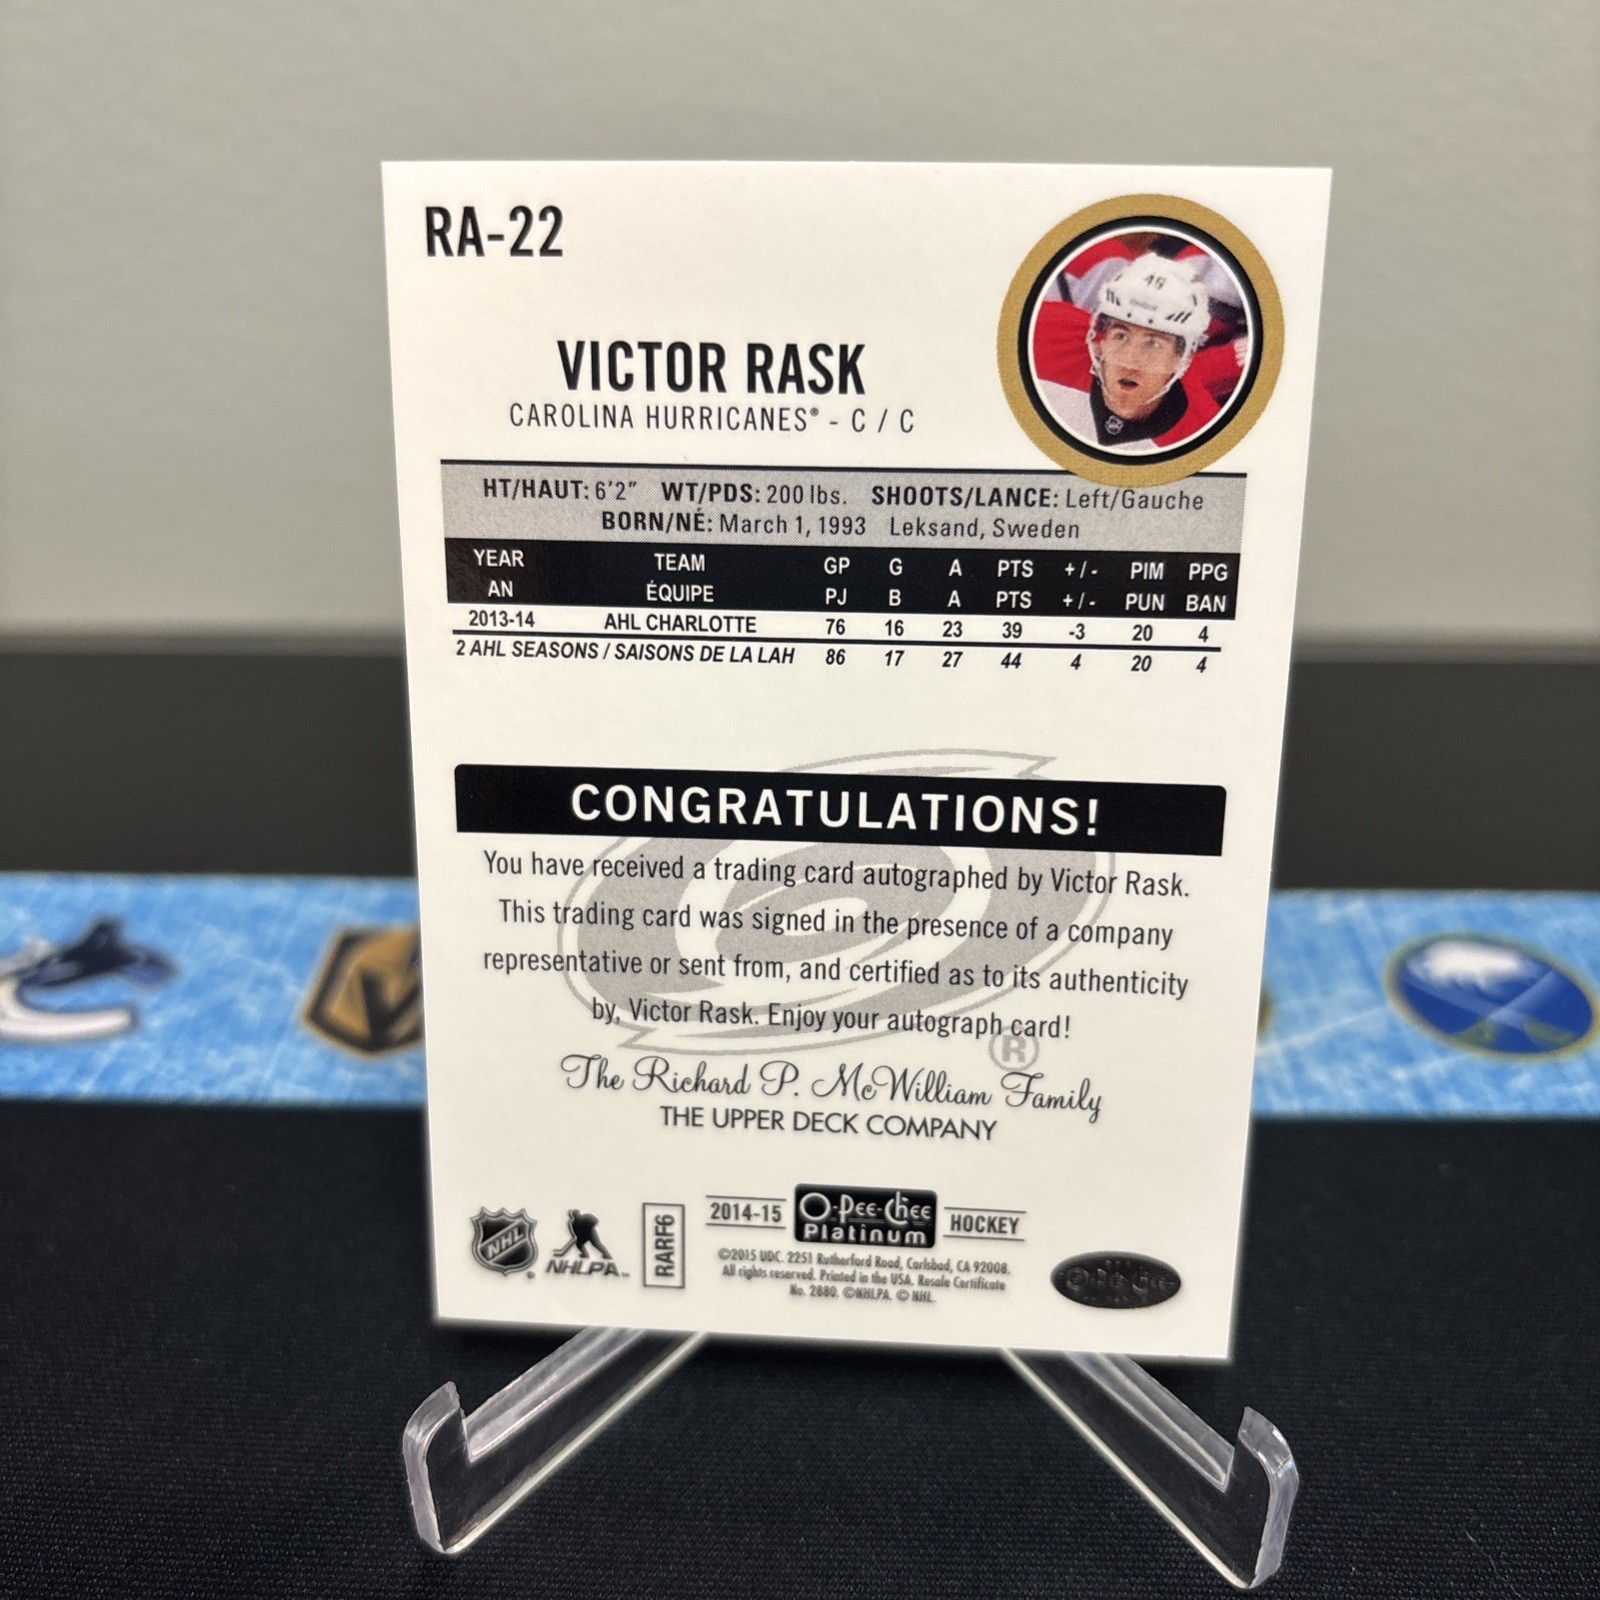 RA-22
49
VICTOR RASK
CAROLINA HURRICANES® - C / C
HT/HAUT: 6'2" WT/PDS: 200 lbs. SHOOTS/LANCE: Left/Gauche
BORN/NÉ: March 1, 1993 Leksand, Sweden
YEAR TEAM GP G A PTS +/- PIM PPG
AN ÉQUIPE PJ B A PTS +/- PUN BAN
2013-14 AHL CHARLOTTE 76 16 23 39 -3 20 4
2 AHL SEASONS / SAISONS DE LA LAH 86 17 27 44 4 20 4
CONGRATULATIONS!
You have received a trading card autographed by Victor Rask.
This trading card was signed in the presence of a company
representative or sent from, and certified as to its authenticity
by, Victor Rask. Enjoy your autograph card!
®
The Richard P. McWilliam Family
THE UPPER DECK COMPANY
NHL
NHLPA™
RARF6
2014-15 O-Pee-Chee Platinum HOCKEY
©2015 UDC. 2251 Rutherford Road, Carlsbad, CA 92008.
All rights reserved. Printed in the USA. Resale Certificate
No. 2880. ©NHLPA. © NHL.
O-Pee-Chee